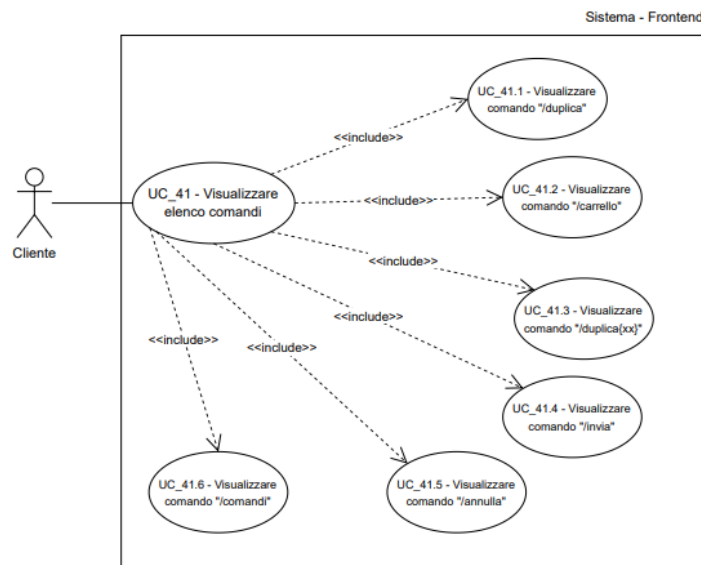 Sistema - Frontend
UC_41.1 - Visualizzare
comando "/duplica"
<<include>>
UC_41 - Visualizzare
elenco comandi
<<include>>
UC_41.2 - Visualizzare
comando "/carrello"
Cliente
<<include>>
UC_41.3 - Visualizzare
comando "/duplica{xx}"
<<include>>
<<include>>
<<include>>
UC_41.4 - Visualizzare
comando "/invia"
UC_41.6 - Visualizzare
comando "/comandi"
UC_41.5 - Visualizzare
comando "/annulla"